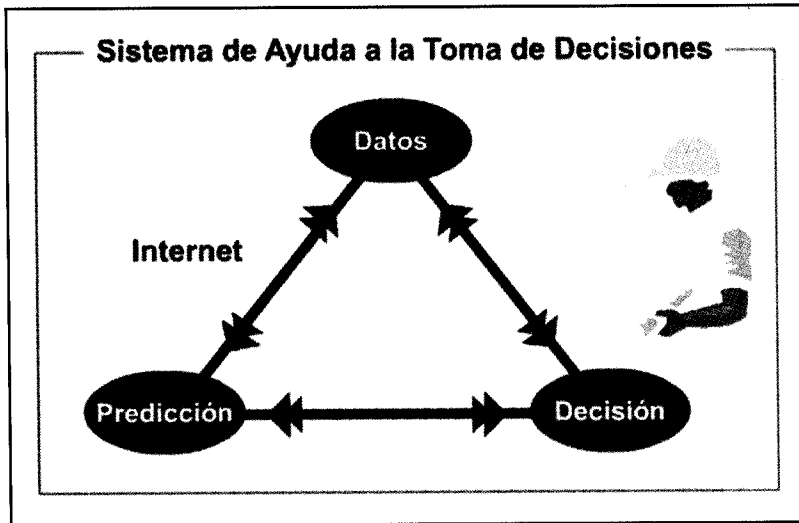 Sistema de Ayuda a la Toma de Decisiones
Datos
Internet
Predicción
Decisión